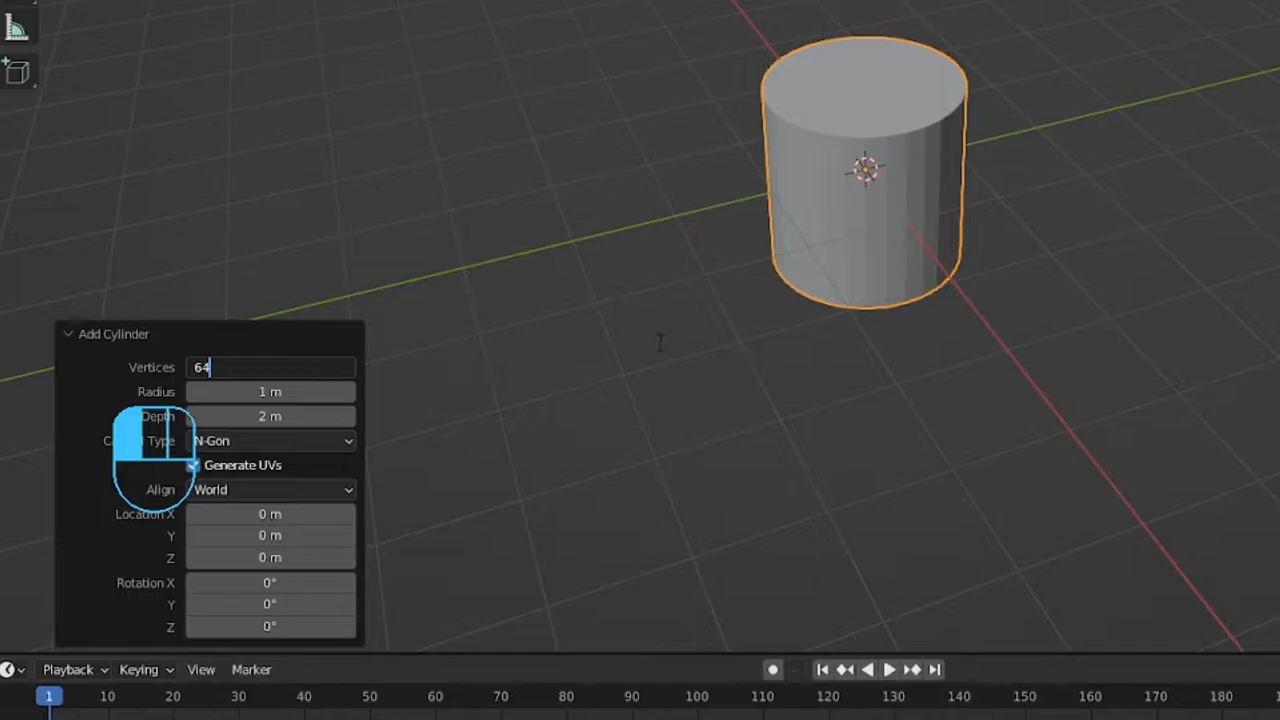 Add Cylinder
Vertices 64
Radius 1 m
Depth 2 m
Type N-Gon
Generate UVs
Align World
Location X 0 m
Y 0 m
Z 0 m
Rotation X 0°
Y 0°
Z 0°
Playback Keying View Marker
1 10 20 30 40 50 60 70 80 90 100 110 120 130 140 150 160 170 180